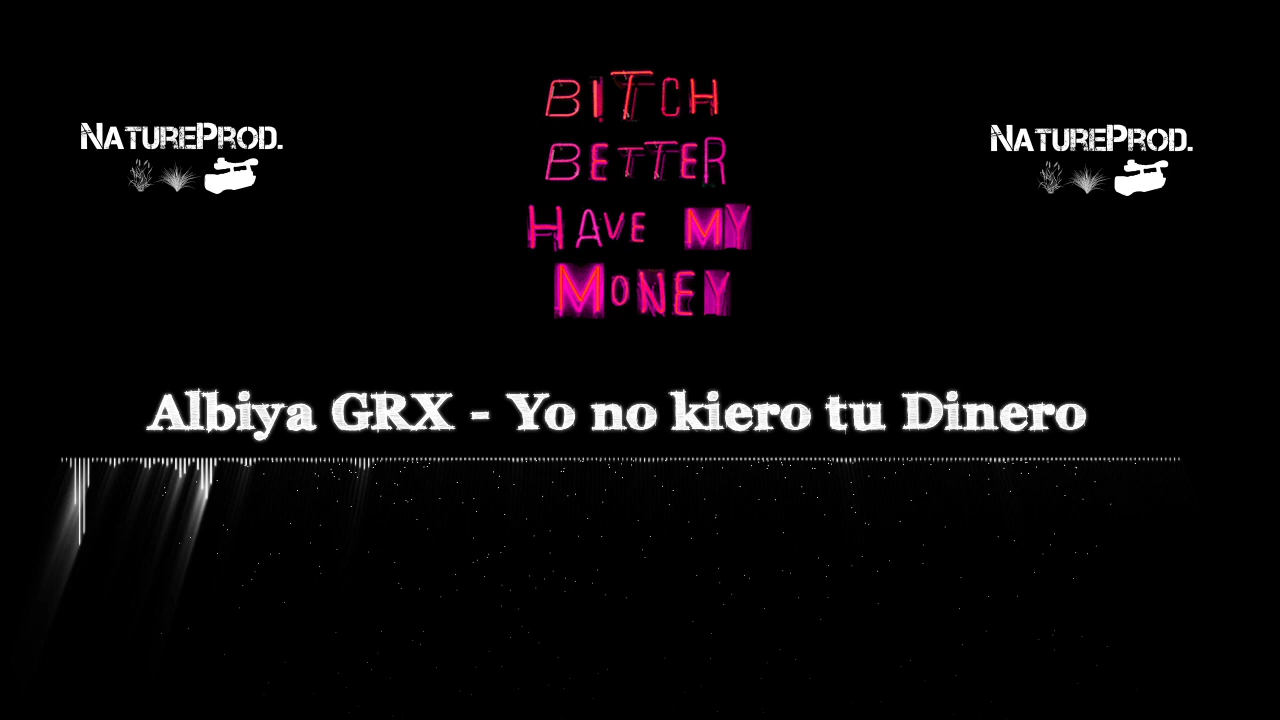 BITCH
BETTER
HAVE MY
MONEY
NATUREPROD.
NATUREPROD.
Albiya GRX - Yo no kiero tu Dinero